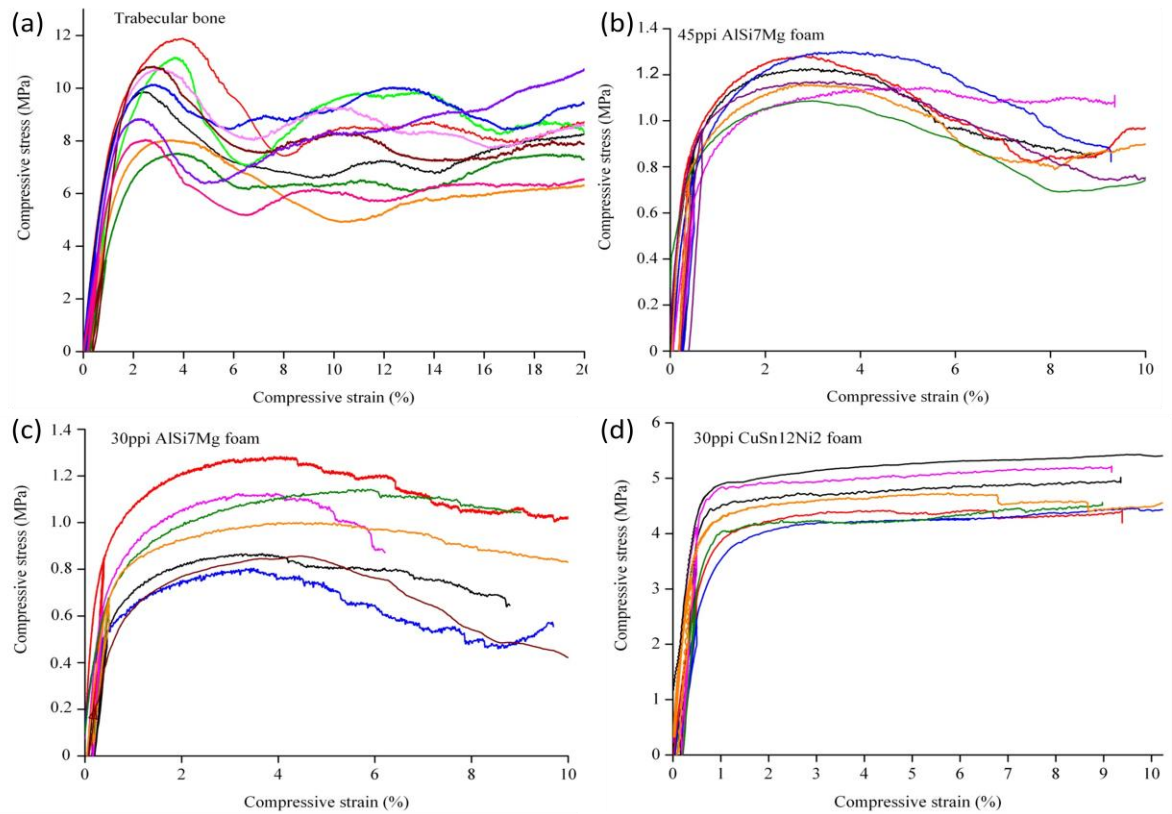 (a)
Trabecular bone
Compressive stress (MPa)
12
10
8
6
4
2
0
0 2 4 6 8 10 12 14 16 18 20
Compressive strain (%)
(b)
45ppi AlSi7Mg foam
Compressive stress (MPa)
1.4
1.2
1.0
0.8
0.6
0.4
0.2
0
0 2 4 6 8 10
Compressive strain (%)
(c)
30ppi AlSi7Mg foam
Compressive stress (MPa)
1.4
1.2
1.0
0.8
0.6
0.4
0.2
0
0 2 4 6 8 10
Compressive strain (%)
(d)
30ppi CuSn12Ni2 foam
Compressive stress (MPa)
6
5
4
3
2
1
0
0 1 2 3 4 5 6 7 8 9 10
Compressive strain (%)